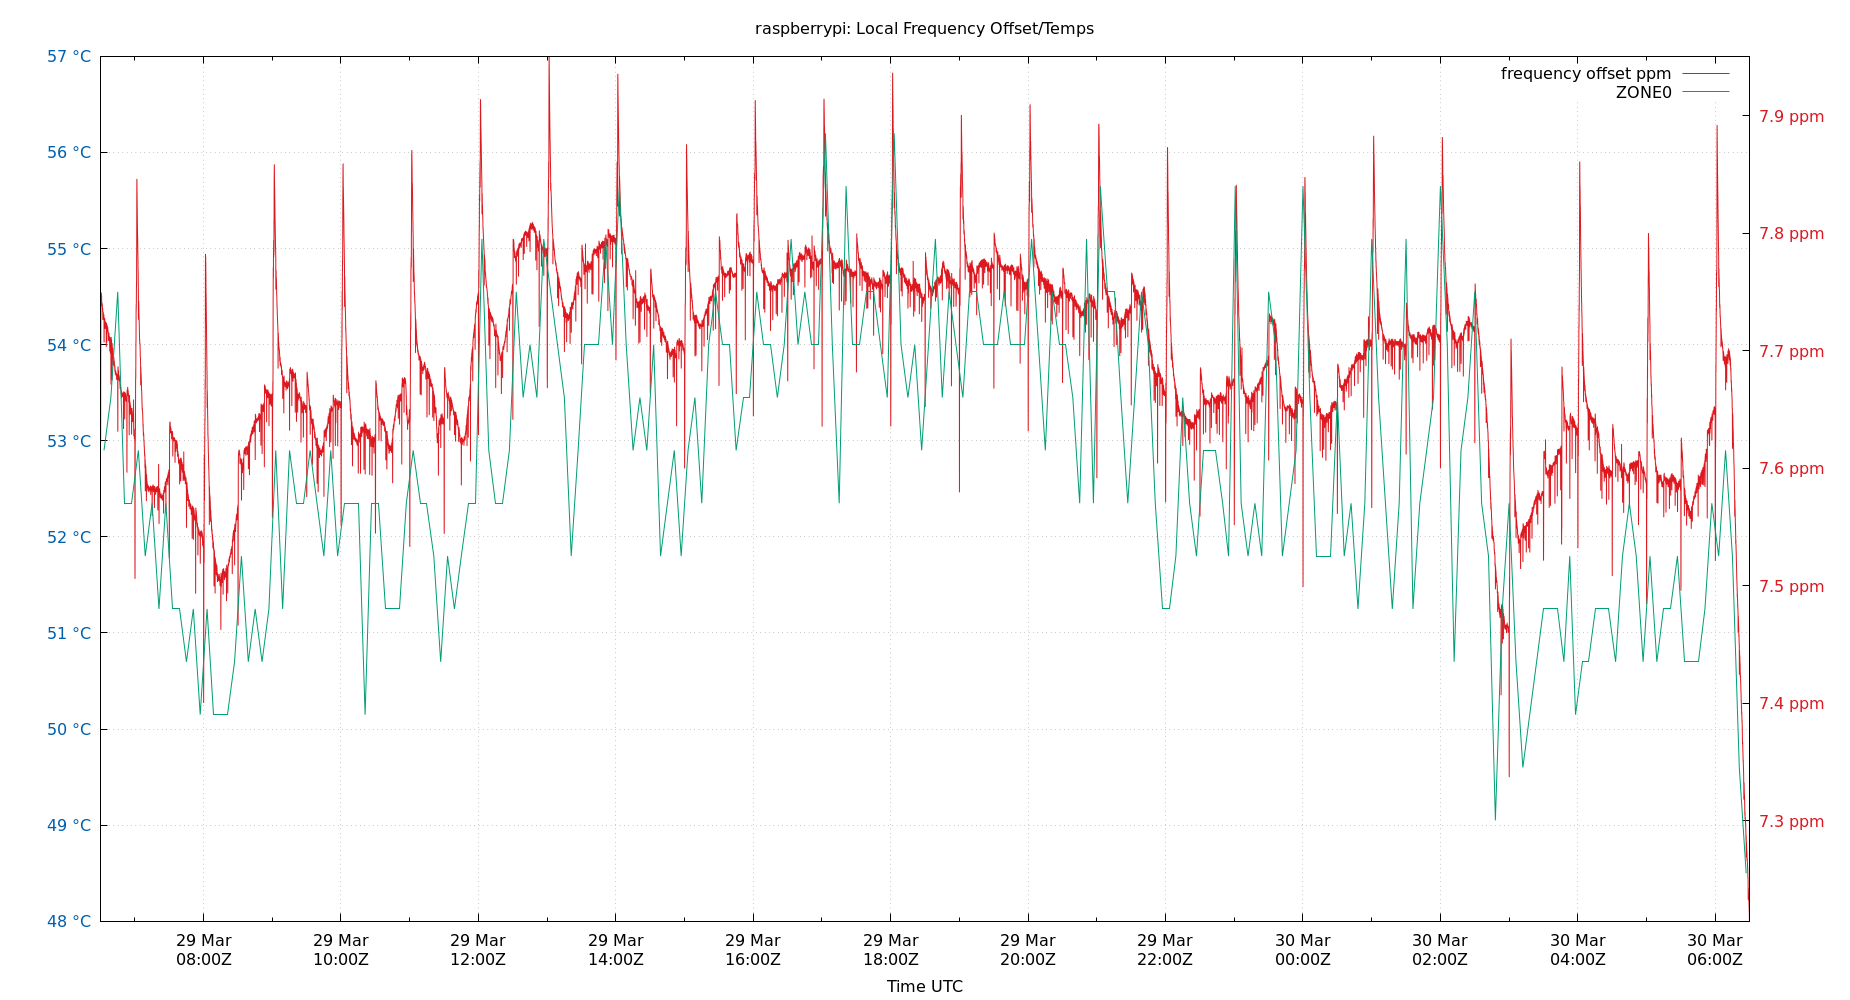 raspberrypi: Local Frequency Offset/Temps
frequency offset ppm
ZONE0
57 °C
56 °C
55 °C
54 °C
53 °C
52 °C
51 °C
50 °C
49 °C
48 °C
7.9 ppm
7.8 ppm
7.7 ppm
7.6 ppm
7.5 ppm
7.4 ppm
7.3 ppm
29 Mar
08:00Z
29 Mar
10:00Z
29 Mar
12:00Z
29 Mar
14:00Z
29 Mar
16:00Z
29 Mar
18:00Z
29 Mar
20:00Z
29 Mar
22:00Z
30 Mar
00:00Z
30 Mar
02:00Z
30 Mar
04:00Z
30 Mar
06:00Z
Time UTC